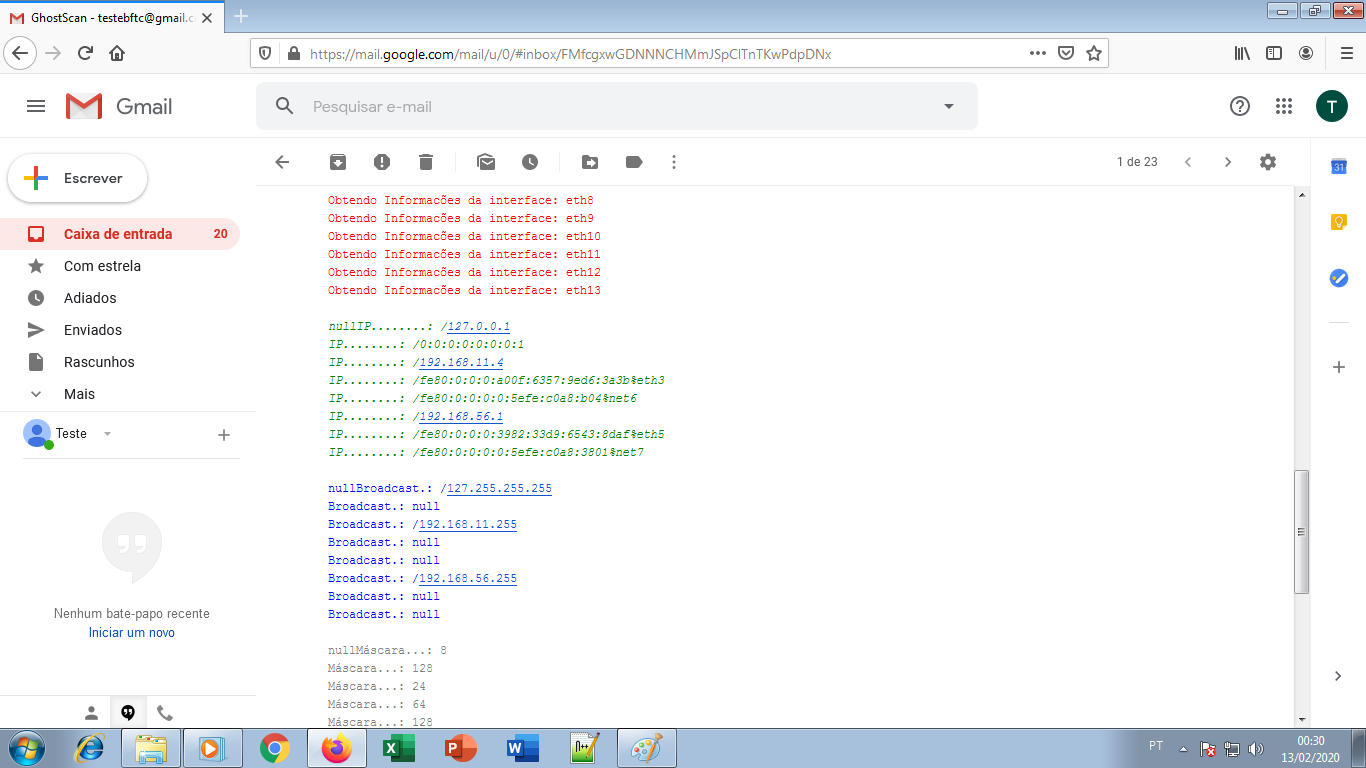 GhostScan - testebftc@gmail.c
https://mail.google.com/mail/u/0/#inbox/FMfcgxwGDNNNCHMmJSpClTnTKwPdpDNx
Gmail
Pesquisar e-mail
T
Escrever
1 de 23
Caixa de entrada 20
Com estrela
Adiados
Enviados
Rascunhos
Mais
Teste
Nenhum bate-papo recente
Iniciar um novo
Obtendo Informacões da interface: eth8
Obtendo Informacões da interface: eth9
Obtendo Informacões da interface: eth10
Obtendo Informacões da interface: eth11
Obtendo Informacões da interface: eth12
Obtendo Informacões da interface: eth13
nullIP........: /127.0.0.1
IP........: /0:0:0:0:0:0:0:1
IP........: /192.168.11.4
IP........: /fe80:0:0:0:a00f:6357:9ed6:3a3b%eth3
IP........: /fe80:0:0:0:0:5efe:c0a8:b04%net6
IP........: /192.168.56.1
IP........: /fe80:0:0:0:3982:33d9:6543:8daf%eth5
IP........: /fe80:0:0:0:0:5efe:c0a8:3801%net7
nullBroadcast.: /127.255.255.255
Broadcast.: null
Broadcast.: /192.168.11.255
Broadcast.: null
Broadcast.: null
Broadcast.: /192.168.56.255
Broadcast.: null
Broadcast.: null
nullMáscara...: 8
Máscara...: 128
Máscara...: 24
Máscara...: 64
Máscara...: 128
31
PT
00:30
13/02/2020